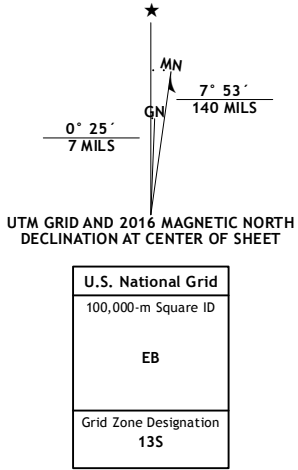 ★
MN
7° 53´
140 MILS
GN
0° 25´
7 MILS
UTM GRID AND 2016 MAGNETIC NORTH
DECLINATION AT CENTER OF SHEET
U.S. National Grid
100,000-m Square ID
EB
Grid Zone Designation
13S